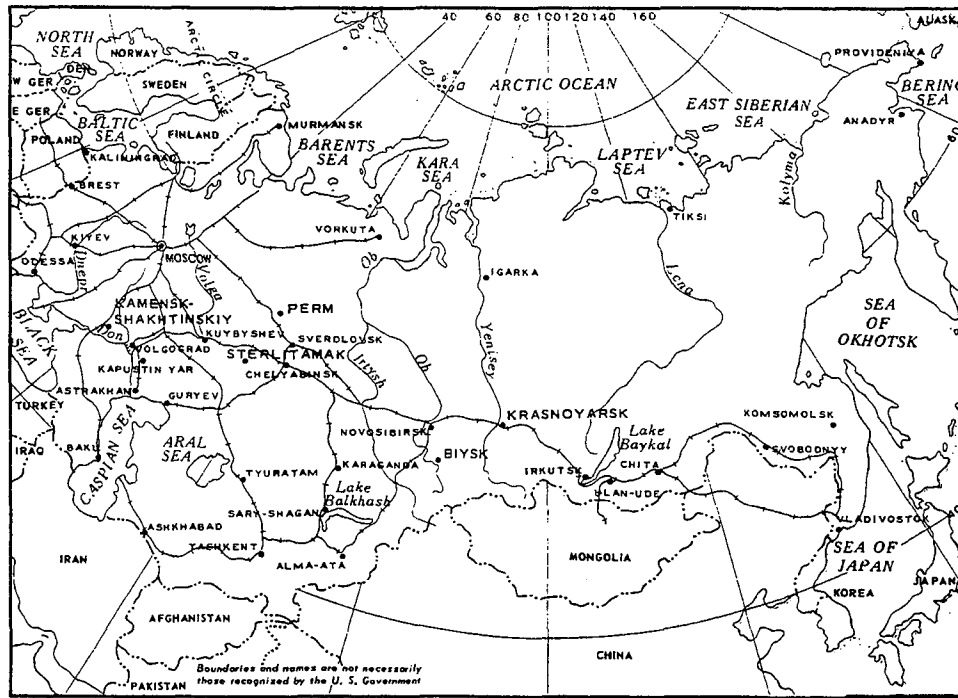 40 60 80 100 120 140 160
ALASK
NORTH
SEA
NORWAY
ARCTIC
CIRCLE
PROVIDENIYA
DEN
W GER
SWEDEN
ARCTIC OCEAN
BERING
SEA
E GER
EAST SIBERIAN
SEA
ANADYR
BALTIC
SEA
FINLAND
MURMANSK
BARENTS
SEA
60
POLAND
KALININGRAD
KARA
SEA
LAPTEV
SEA
Kolyma
BREST
TIKSI
KIYEV
VORKUTA
MOSCOW
ODESSA
Dnepr
Volga
Ob
IGARKA
Lena
SEA
OF
OKHOTSK
KAMENSK-
SHAKHTINSKIY
PERM
BLACK
SEA
Don
KUYBYSHEV
SVERDLOVSK
VOLGOGRAD
STERLITAMAK
Irtysh
Ob
Yenisey
KAPUSTIN YAR
CHELYABINSK
ASTRAKHAN
TURKEY
GURYEV
KRASNOYARSK
KOMSOMOLSK
NOVOSIBIRSK
Lake
Baykal
IRAQ
BAKU
CASPIAN SEA
ARAL
SEA
SVOBODNYY
BIYSK
KARAGANDA
IRKUTSK
CHITA
TYURATAM
ULAN-UDE
Lake
Balkhash
SARY-SHAGAN
40
ASHKHABAD
VLADIVOSTOK
IRAN
TASHKENT
ALMA-ATA
MONGOLIA
SEA OF
JAPAN
JAPAN
KOREA
AFGHANISTAN
CHINA
Boundaries and names are not necessarily
those recognized by the U. S. Government
PAKISTAN